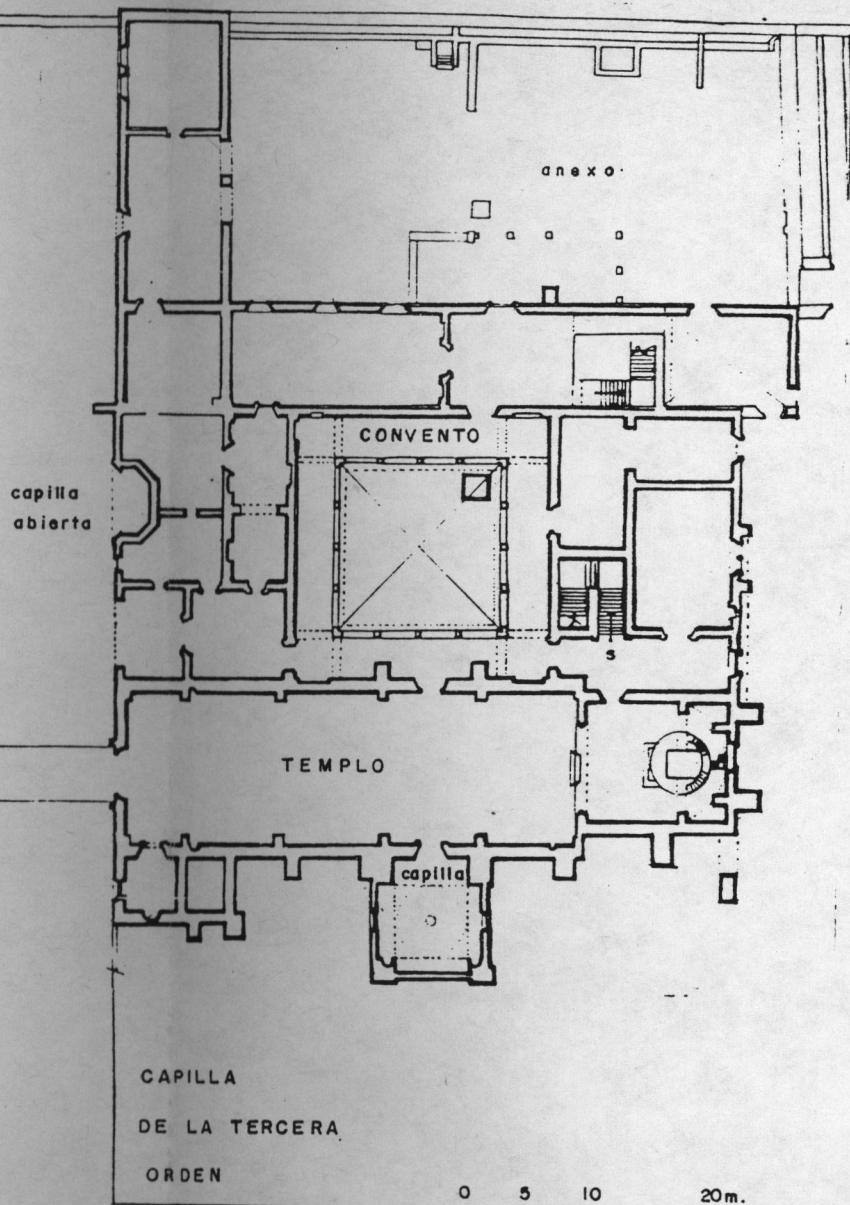 anexo
CONVENTO
capilla
abierta
S
TEMPLO
capilla
CAPILLA
DE LA TERCERA
ORDEN
0 5 10 20m.